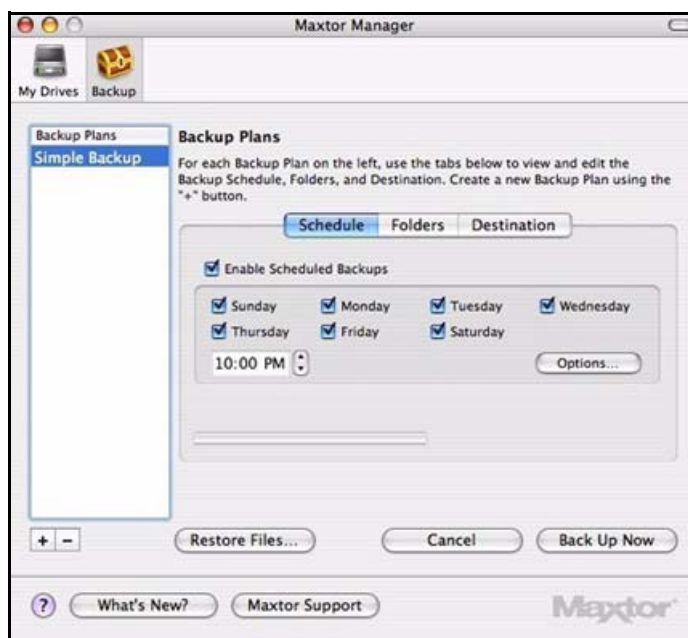 Maxtor Manager
My Drives Backup
Backup Plans
Simple Backup
Backup Plans
For each Backup Plan on the left, use the tabs below to view and edit the
Backup Schedule, Folders, and Destination. Create a new Backup Plan using the
"+" button.
Schedule Folders Destination
Enable Scheduled Backups
Sunday Monday Tuesday Wednesday
Thursday Friday Saturday
10:00 PM Options...
+ − Restore Files... Cancel Back Up Now
? What's New? Maxtor Support Maxtor